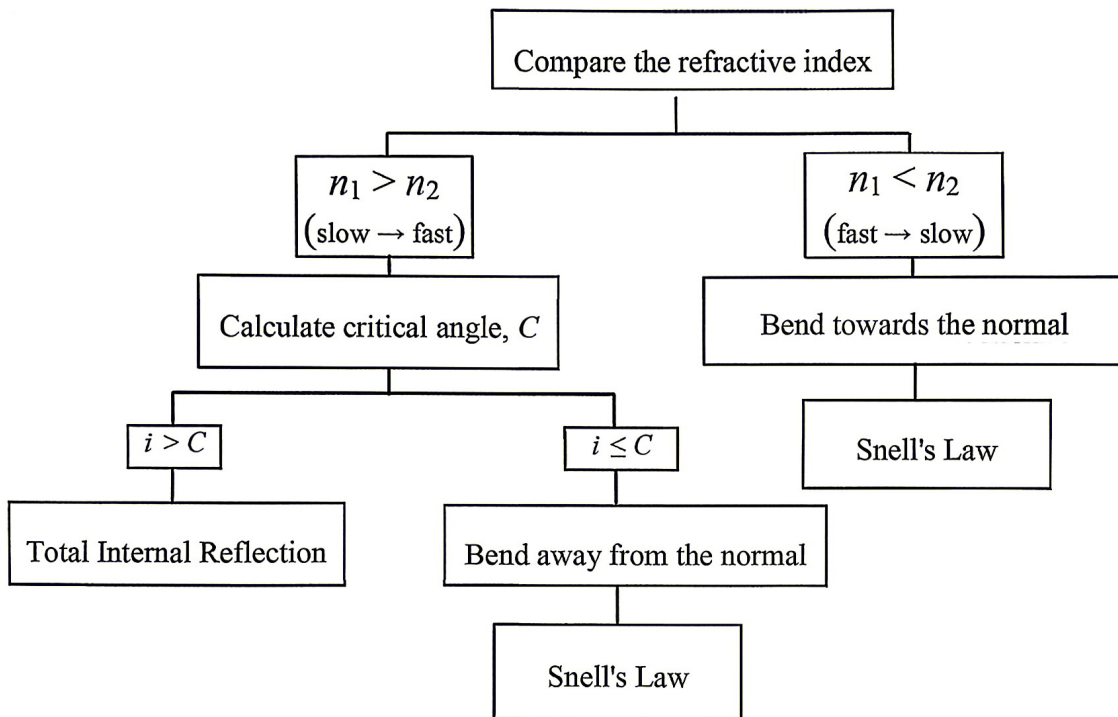 Compare the refractive index
n₁ > n₂
(slow → fast)
n₁ < n₂
(fast → slow)
Calculate critical angle, C
Bend towards the normal
i > C
i ≤ C
Snell's Law
Total Internal Reflection
Bend away from the normal
Snell's Law